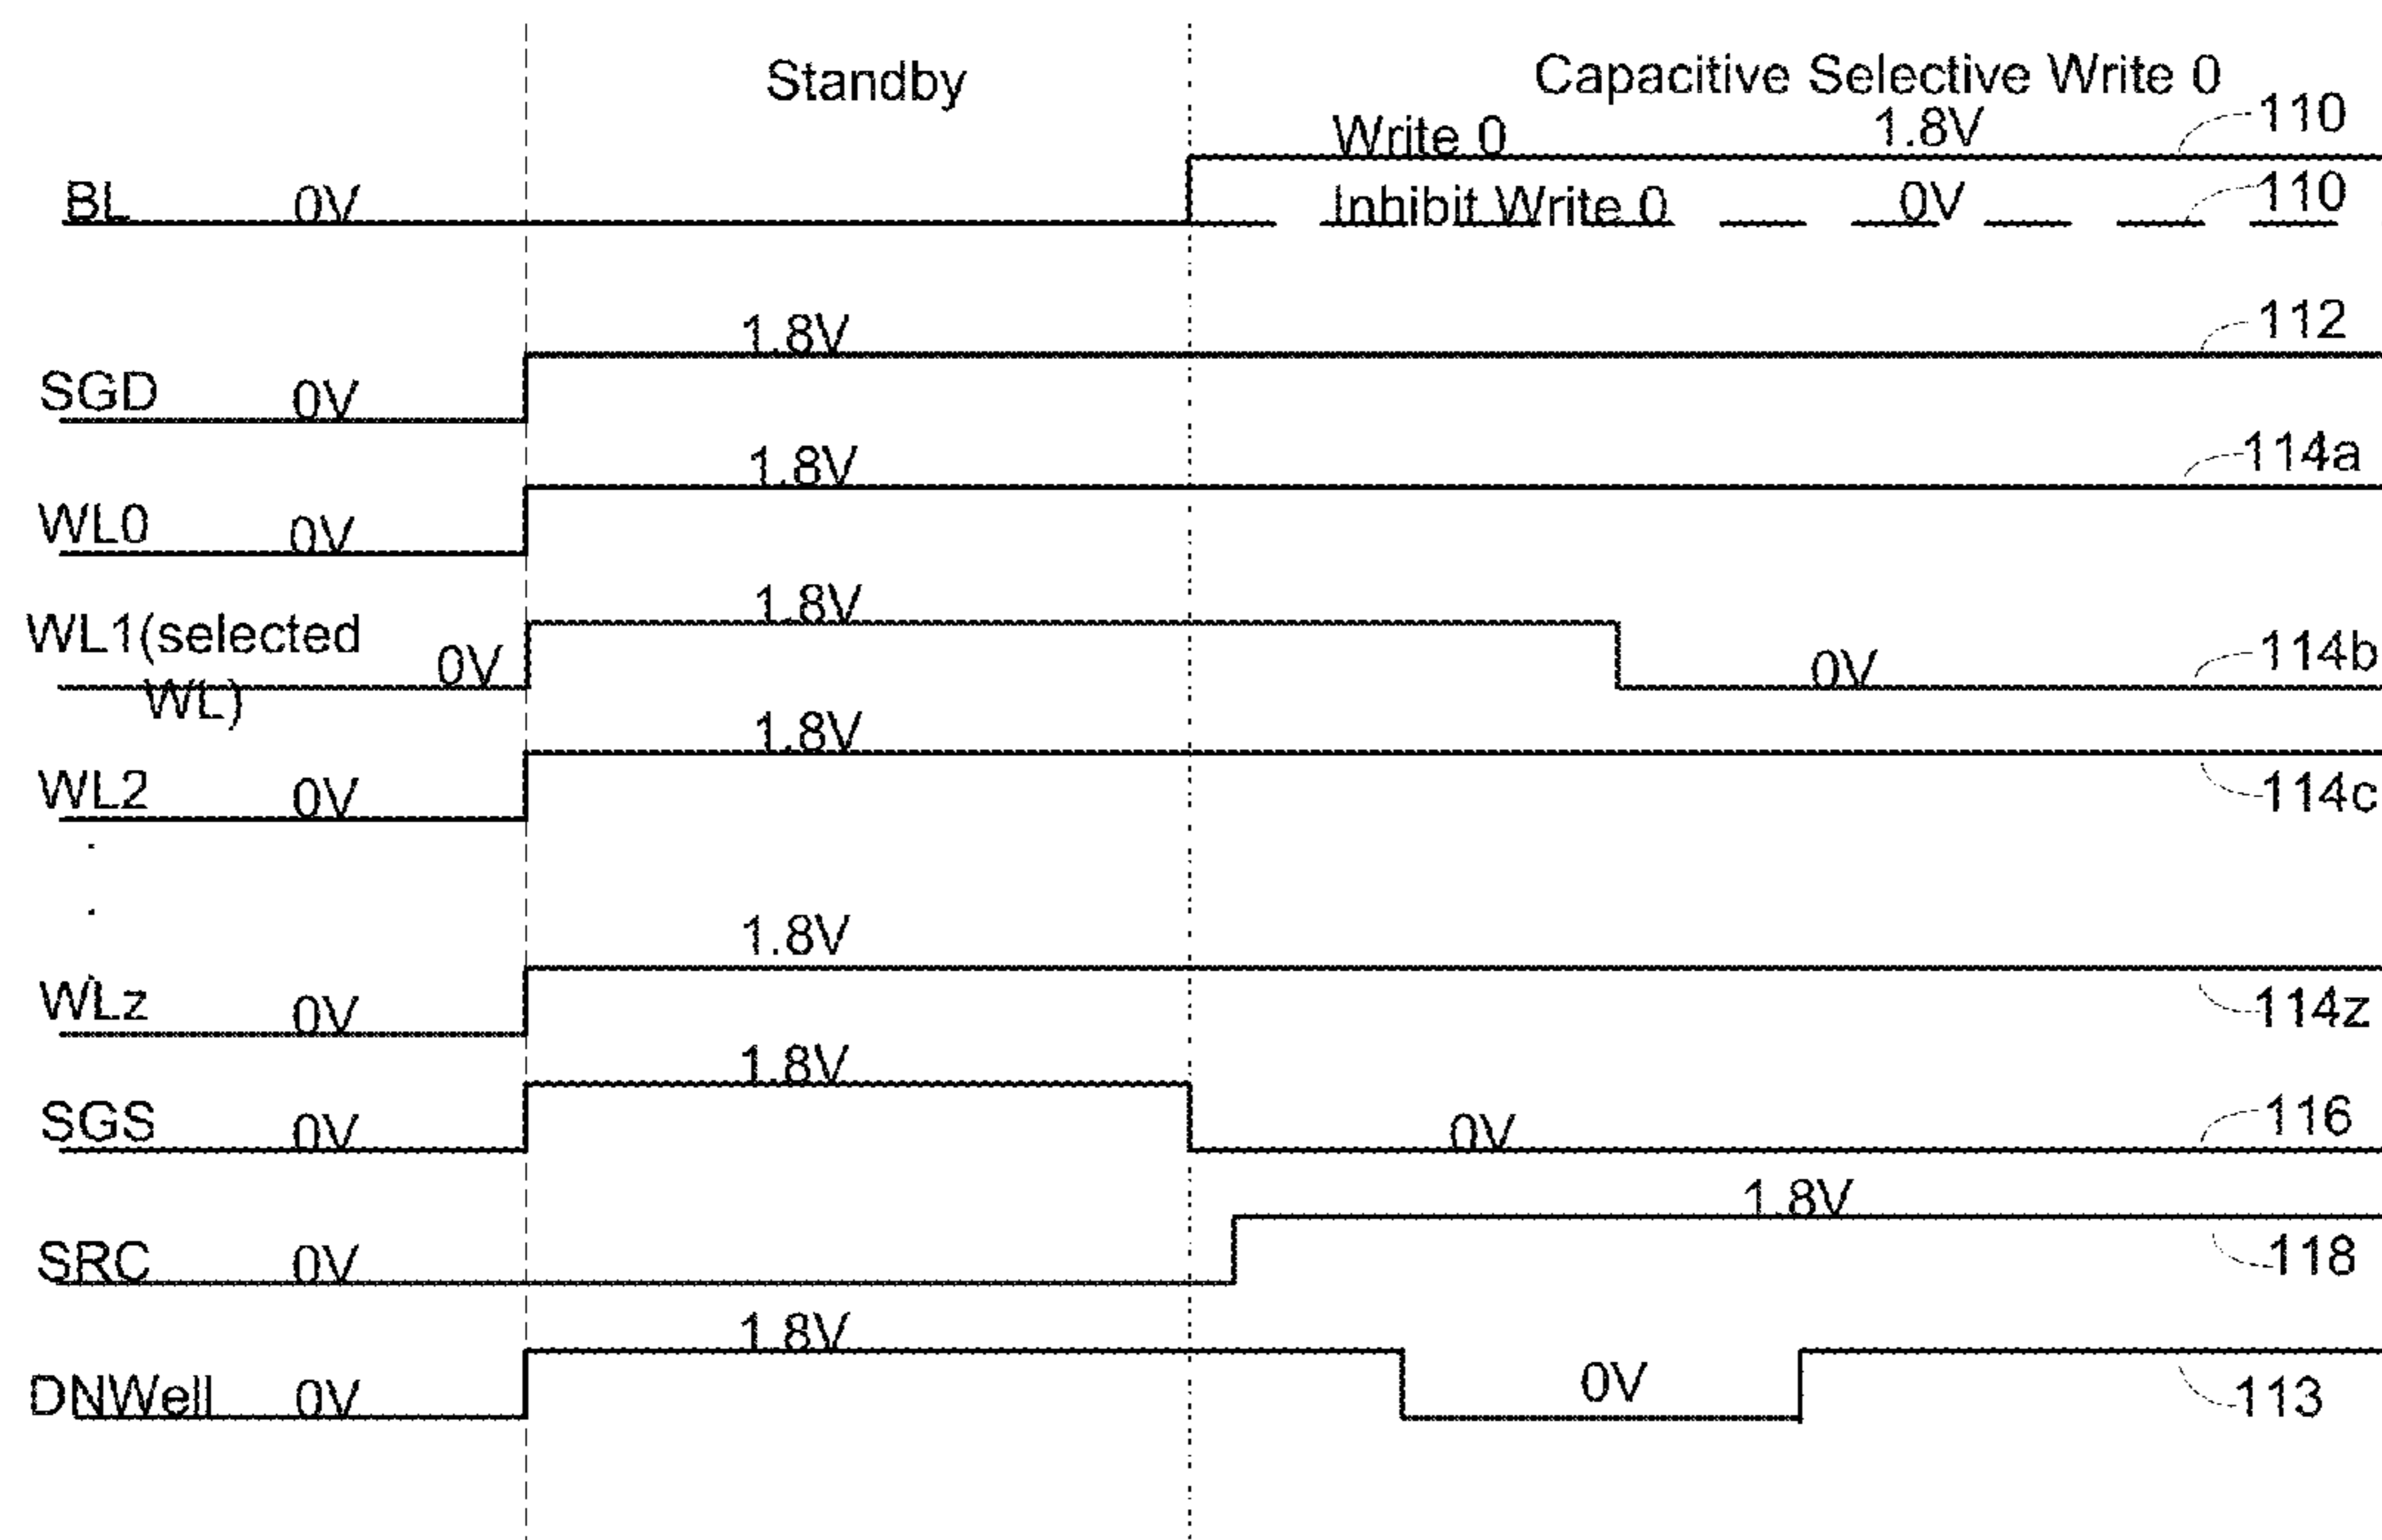 Standby
Capacitive Selective Write 0
Write 0 1.8V 110
BL 0V Inhibit Write 0 0V 110
1.8V 112
SGD 0V
1.8V 114a
WL0 0V
1.8V
WL1(selected 0V 0V 114b
WL)
1.8V
WL2 0V 114c
1.8V
WLz 0V 114z
1.8V
SGS 0V 0V 116
1.8V
SRC 0V 118
1.8V
DNWell 0V 0V 113